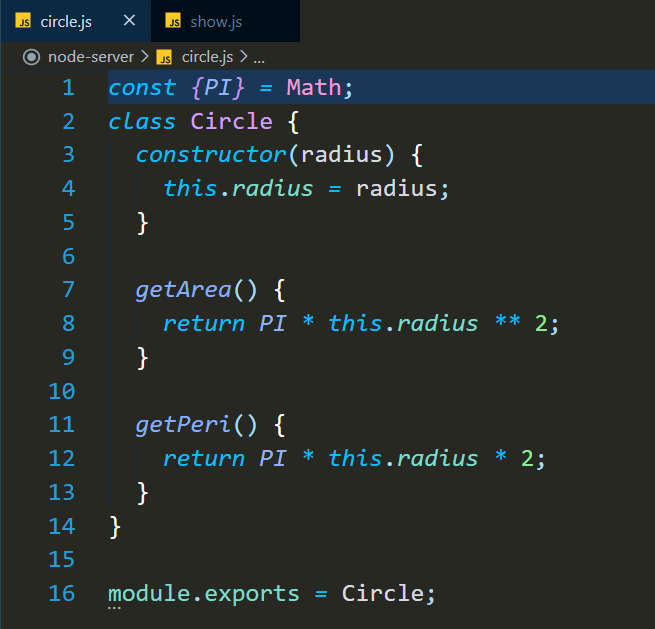 JS circle.js ×
JS show.js
node-server > JS circle.js > ...
1 const {PI} = Math;
2 class Circle {
3   constructor(radius) {
4     this.radius = radius;
5   }
6
7   getArea() {
8     return PI * this.radius ** 2;
9   }
10
11   getPeri() {
12     return PI * this.radius * 2;
13   }
14 }
15
16 module.exports = Circle;